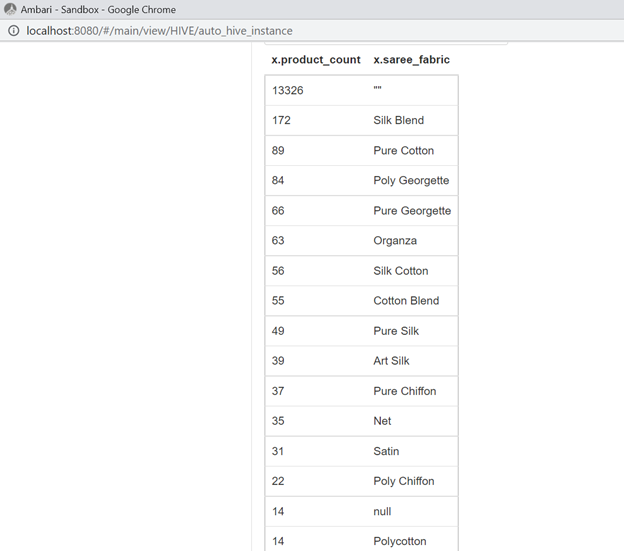 Ambari - Sandbox - Google Chrome
localhost:8080/#/main/view/HIVE/auto_hive_instance
x.product_count x.saree_fabric
13326 ""
172 Silk Blend
89 Pure Cotton
84 Poly Georgette
66 Pure Georgette
63 Organza
56 Silk Cotton
55 Cotton Blend
49 Pure Silk
39 Art Silk
37 Pure Chiffon
35 Net
31 Satin
22 Poly Chiffon
14 null
14 Polycotton